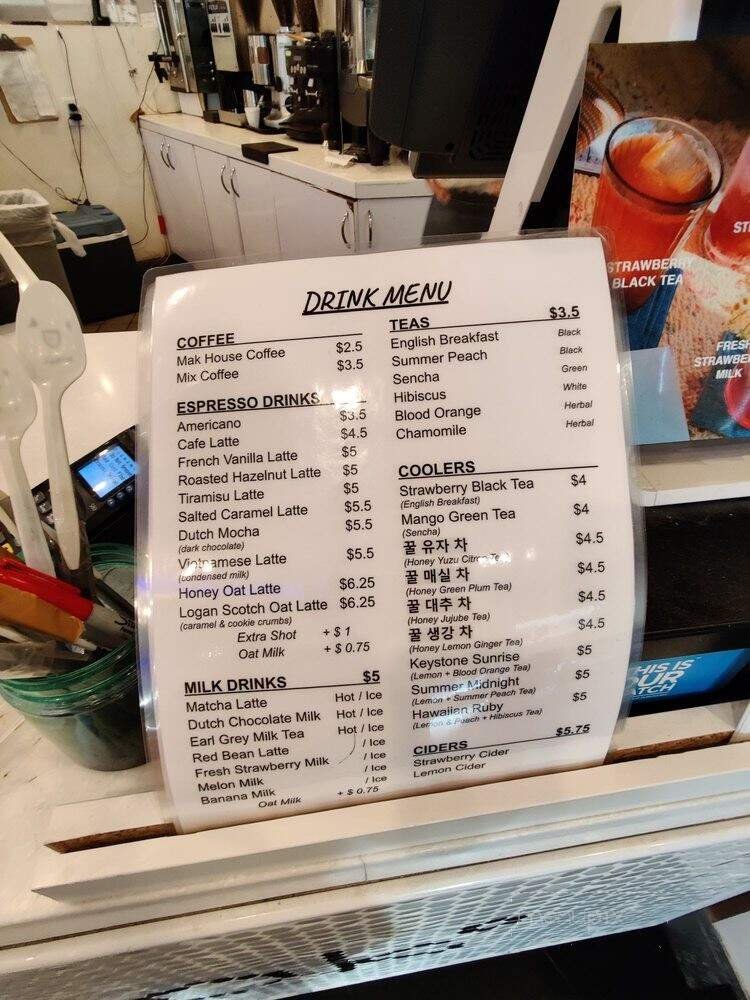 DRINK MENU
COFFEE
Mak House Coffee $2.5
Mix Coffee $3.5
ESPRESSO DRINKS
Americano $3.5
Cafe Latte $4.5
French Vanilla Latte $5
Roasted Hazelnut Latte $5
Tiramisu Latte $5
Salted Caramel Latte $5.5
Dutch Mocha $5.5
(dark chocolate)
Vietnamese Latte $5.5
(condensed milk)
Honey Oat Latte $6.25
Logan Scotch Oat Latte $6.25
(caramel & cookie crumbs)
Extra Shot + $ 1
Oat Milk + $ 0.75
MILK DRINKS $5
Matcha Latte Hot / Ice
Dutch Chocolate Milk Hot / Ice
Earl Grey Milk Tea Hot / Ice
Red Bean Latte / Ice
Fresh Strawberry Milk / Ice
Melon Milk / Ice
Banana Milk / Ice
Oat Milk + $ 0.75
TEAS $3.5
English Breakfast Black
Summer Peach Black
Sencha Green
Hibiscus White
Blood Orange Herbal
Chamomile Herbal
COOLERS
Strawberry Black Tea $4
(English Breakfast)
Mango Green Tea $4
(Sencha)
꿀 유자 차 $4.5
(Honey Yuzu Citron Tea)
꿀 매실 차 $4.5
(Honey Green Plum Tea)
꿀 대추 차 $4.5
(Honey Jujube Tea)
꿀 생강 차 $4.5
(Honey Lemon Ginger Tea)
Keystone Sunrise $5
(Lemon + Blood Orange Tea)
Summer Midnight $5
(Lemon + Summer Peach Tea)
Hawaiian Ruby $5
(Lemon & Peach + Hibiscus Tea)
CIDERS $5.75
Strawberry Cider
Lemon Cider
STRAWBERRY
BLACK TEA
ST
FRESH
STRAWBE
MILK
THIS IS
OUR